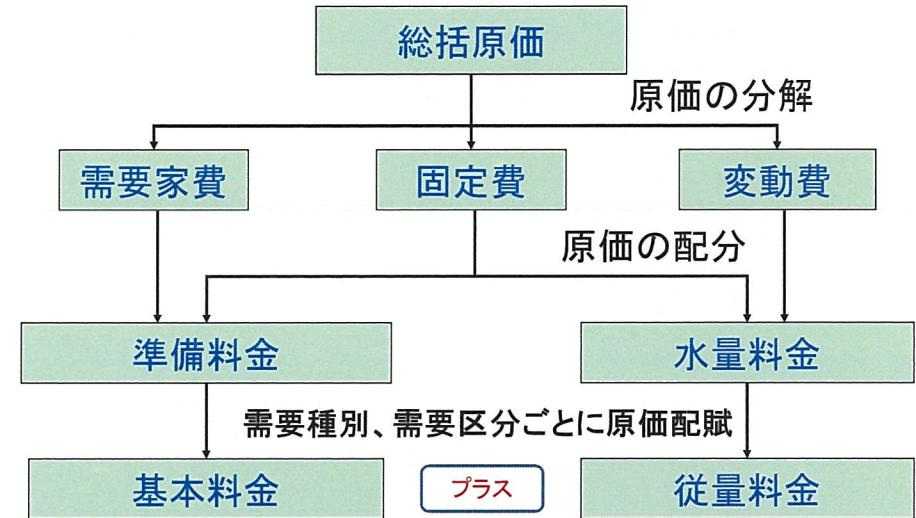 総括原価
原価の分解
需要家費
固定費
変動費
原価の配分
準備料金
水量料金
需要種別、需要区分ごとに原価配賦
基本料金
プラス
従量料金